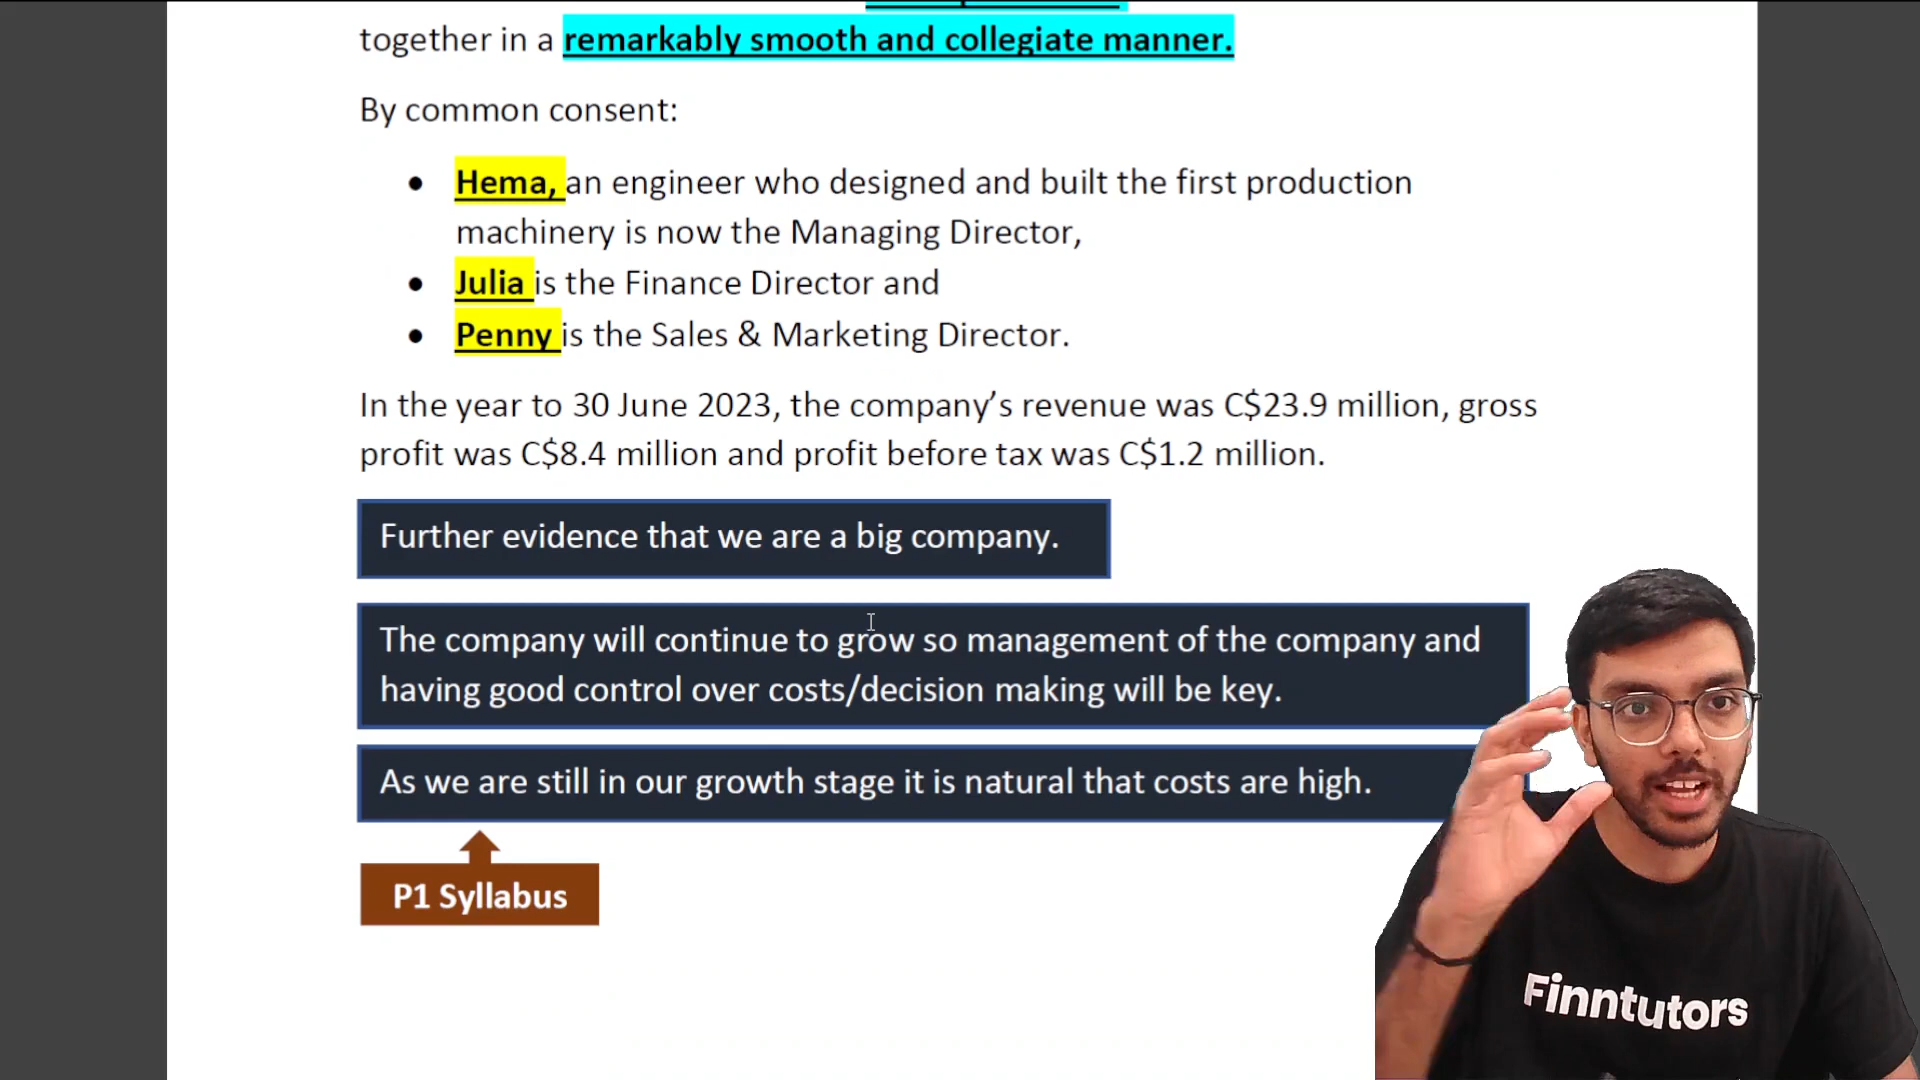 together in a remarkably smooth and collegiate manner.
By common consent:
• Hema, an engineer who designed and built the first production
machinery is now the Managing Director,
• Julia is the Finance Director and
• Penny is the Sales & Marketing Director.
In the year to 30 June 2023, the company’s revenue was C$23.9 million, gross
profit was C$8.4 million and profit before tax was C$1.2 million.
Further evidence that we are a big company.
The company will continue to grow so management of the company and
having good control over costs/decision making will be key.
As we are still in our growth stage it is natural that costs are high.
P1 Syllabus
Finntutors